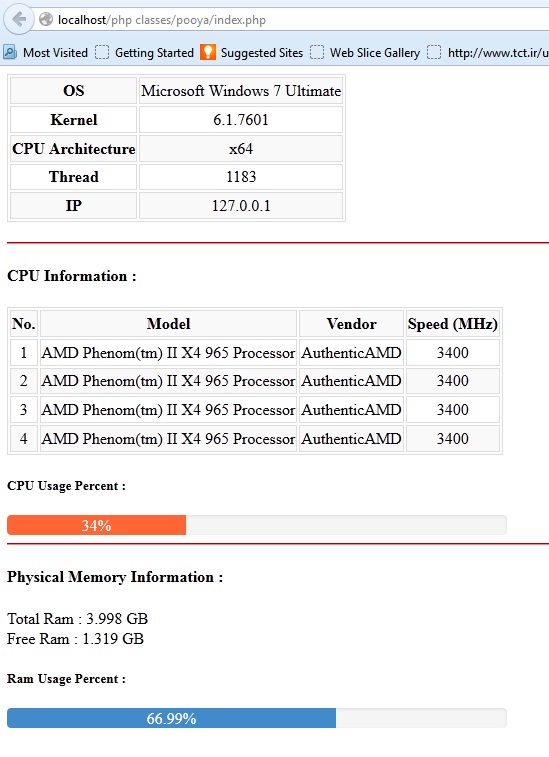 localhost/php classes/pooya/index.php
Most Visited Getting Started Suggested Sites Web Slice Gallery http://www.tct.ir/u
OS Microsoft Windows 7 Ultimate
Kernel 6.1.7601
CPU Architecture x64
Thread 1183
IP 127.0.0.1
CPU Information :
No. Model Vendor Speed (MHz)
1 AMD Phenom(tm) II X4 965 Processor AuthenticAMD 3400
2 AMD Phenom(tm) II X4 965 Processor AuthenticAMD 3400
3 AMD Phenom(tm) II X4 965 Processor AuthenticAMD 3400
4 AMD Phenom(tm) II X4 965 Processor AuthenticAMD 3400
CPU Usage Percent :
34%
Physical Memory Information :
Total Ram : 3.998 GB
Free Ram : 1.319 GB
Ram Usage Percent :
66.99%